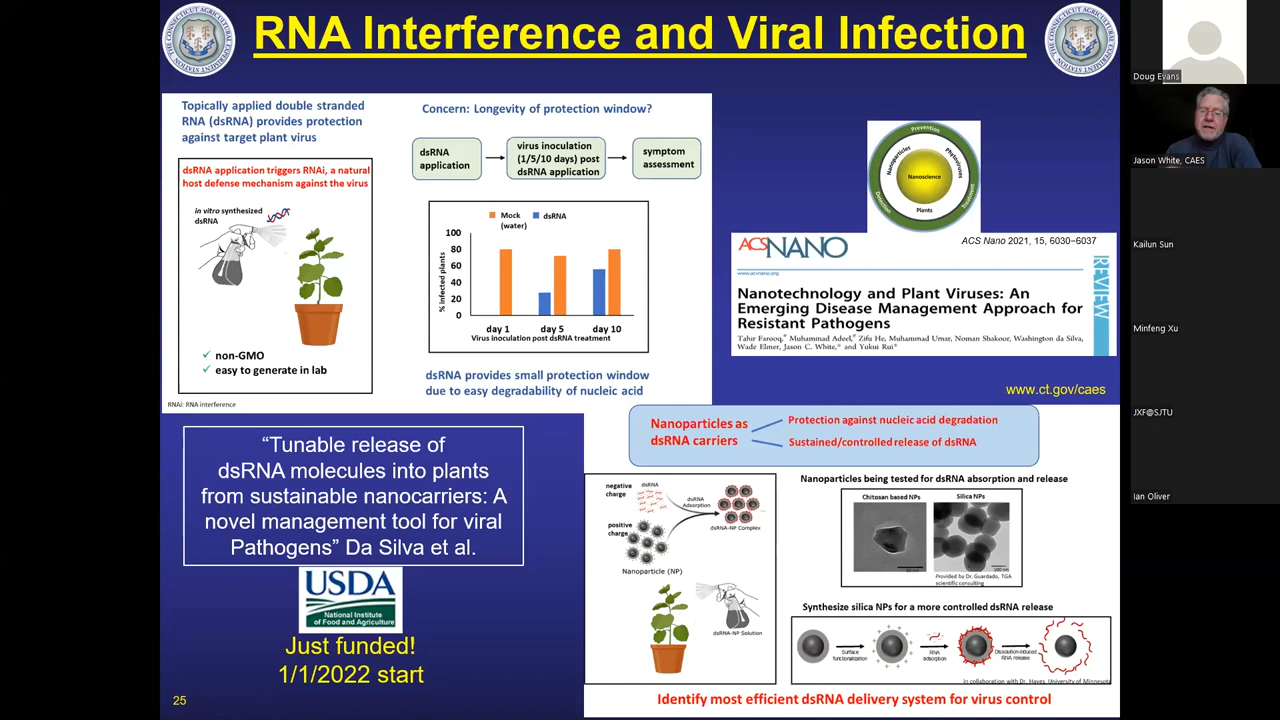 RNA Interference and Viral Infection
Topically applied double stranded
RNA (dsRNA) provides protection
against target plant virus
dsRNA application triggers RNAi, a natural
host defense mechanism against the virus
in vitro synthesized
dsRNA
✓ non-GMO
✓ easy to generate in lab
RNAi: RNA interference
Concern: Longevity of protection window?
dsRNA
application
virus inoculation
(1/5/10 days) post
dsRNA application
symptom
assessment
Mock
(water)
dsRNA
% infected plants
100
80
60
40
20
0
day 1
day 5
day 10
Virus inoculation post dsRNA treatment
dsRNA provides small protection window
due to easy degradability of nucleic acid
Prevention
Nanoparticles
Phytoviruses
Nanoscience
Detection
Treatment
Plants
ACS Nano 2021, 15, 6030–6037
ACS NANO
www.acsnano.org
REVIEW
Nanotechnology and Plant Viruses: An
Emerging Disease Management Approach for
Resistant Pathogens
Tahir Farooq,# Muhammad Adeel,# Zifu He, Muhammad Umar, Noman Shakoor, Washington da Silva,
Wade Elmer, Jason C. White,* and Yukui Rui*
www.ct.gov/caes
“Tunable release of
dsRNA molecules into plants
from sustainable nanocarriers: A
novel management tool for viral
Pathogens” Da Silva et al.
USDA
National Institute
of Food and Agriculture
Just funded!
1/1/2022 start
25
Nanoparticles as
dsRNA carriers
Protection against nucleic acid degradation
Sustained/controlled release of dsRNA
negative
charge
dsRNA
dsRNA
Adsorption
dsRNA-NP Complex
positive
charge
Nanoparticle (NP)
dsRNA-NP Solution
Nanoparticles being tested for dsRNA absorption and release
Chitosan based NPs
Silica NPs
100 nm
Provided by Dr. Guardado, TGA
scientific consulting
Synthesize silica NPs for a more controlled dsRNA release
Surface
functionalization
RNA
adsorption
Dissolution-induced
RNA release
in collaboration with Dr. Hayes, University of Minnesota
Identify most efficient dsRNA delivery system for virus control
Doug Evans
Jason White, CAES
Kailun Sun
Minfeng Xu
JXF@SJTU
Ian Oliver